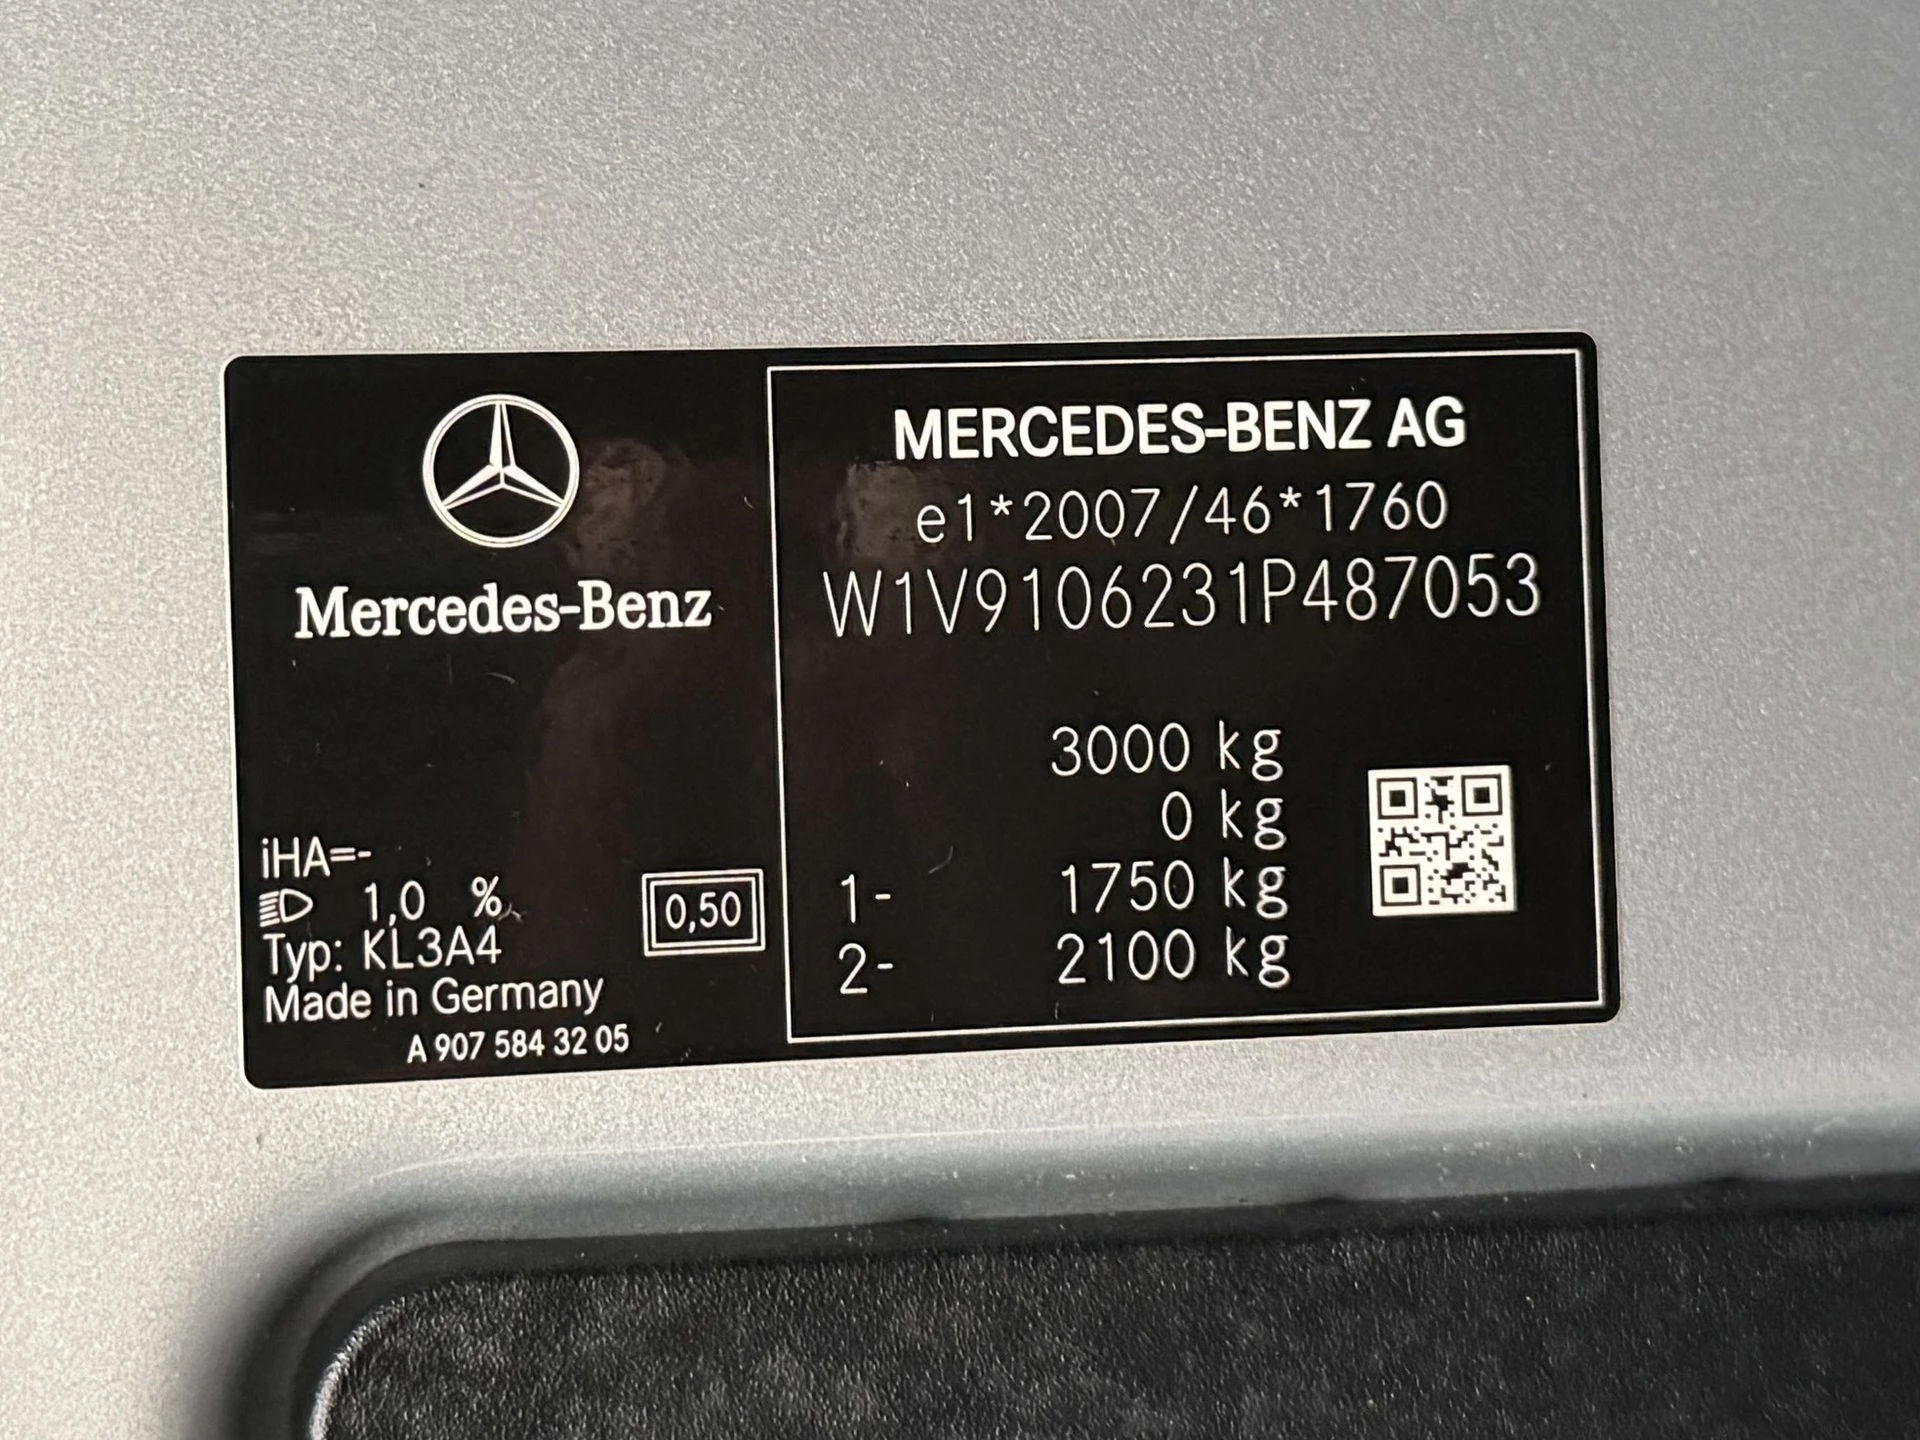 Mercedes-Benz
iHA=-
1,0 %
Typ: KL3A4
Made in Germany
A 907 584 32 05
0,50
MERCEDES-BENZ AG
e1*2007/46*1760
W1V9106231P487053
3000 kg
0 kg
1- 1750 kg
2- 2100 kg